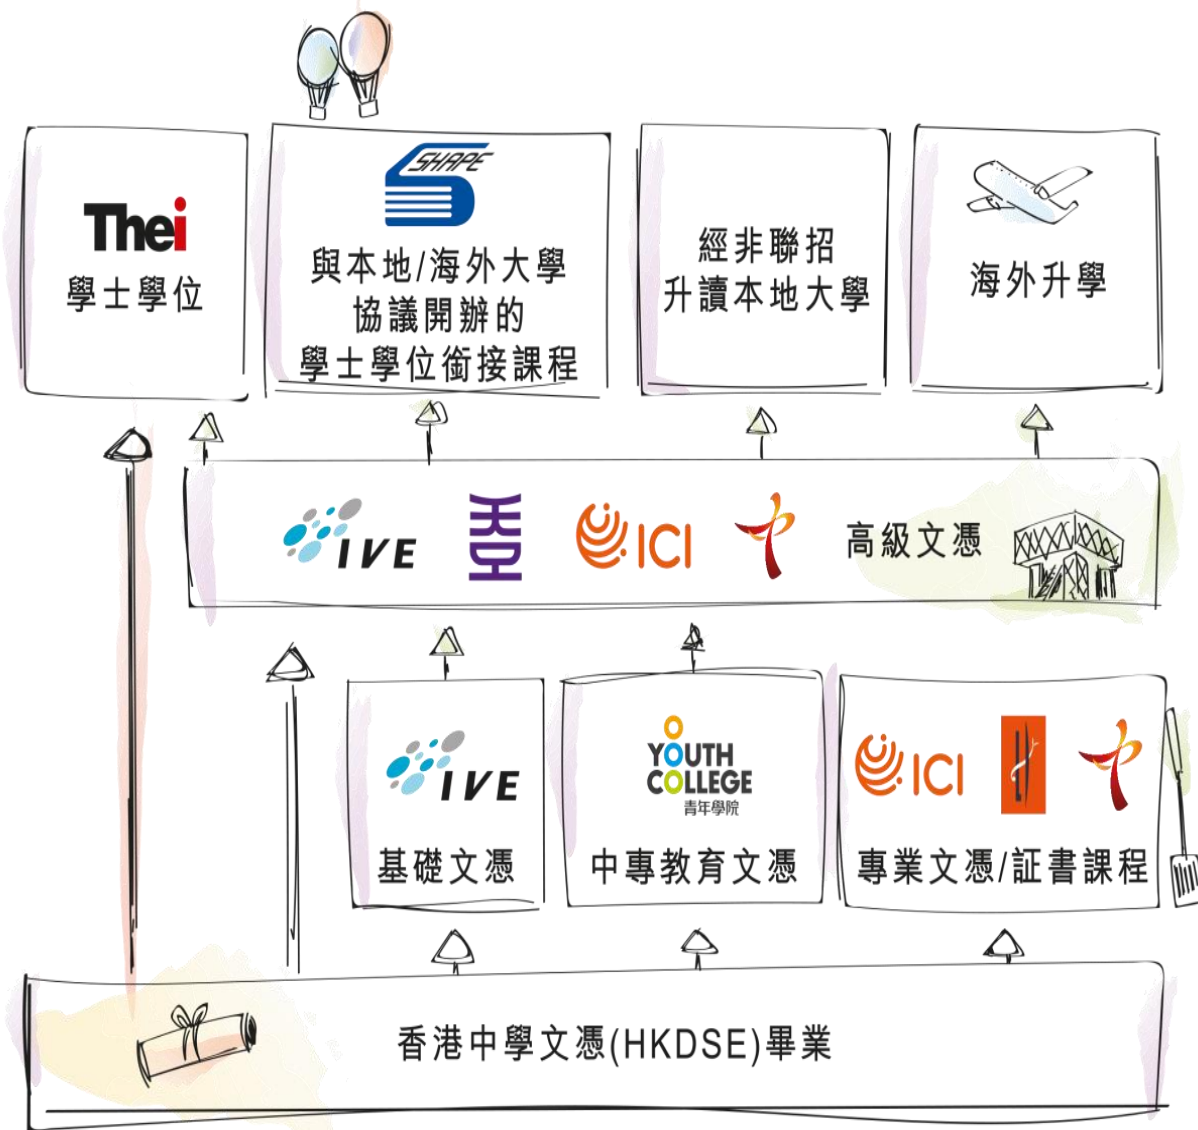 Thei
學士學位
SHAPE
與本地/海外大學
協議開辦的
學士學位銜接課程
經非聯招
升讀本地大學
海外升學
IVE
HKDI
ICI
高級文憑
IVE
基礎文憑
YOUTH
COLLEGE
青年學院
中專教育文憑
ICI
專業文憑/証書課程
香港中學文憑(HKDSE)畢業